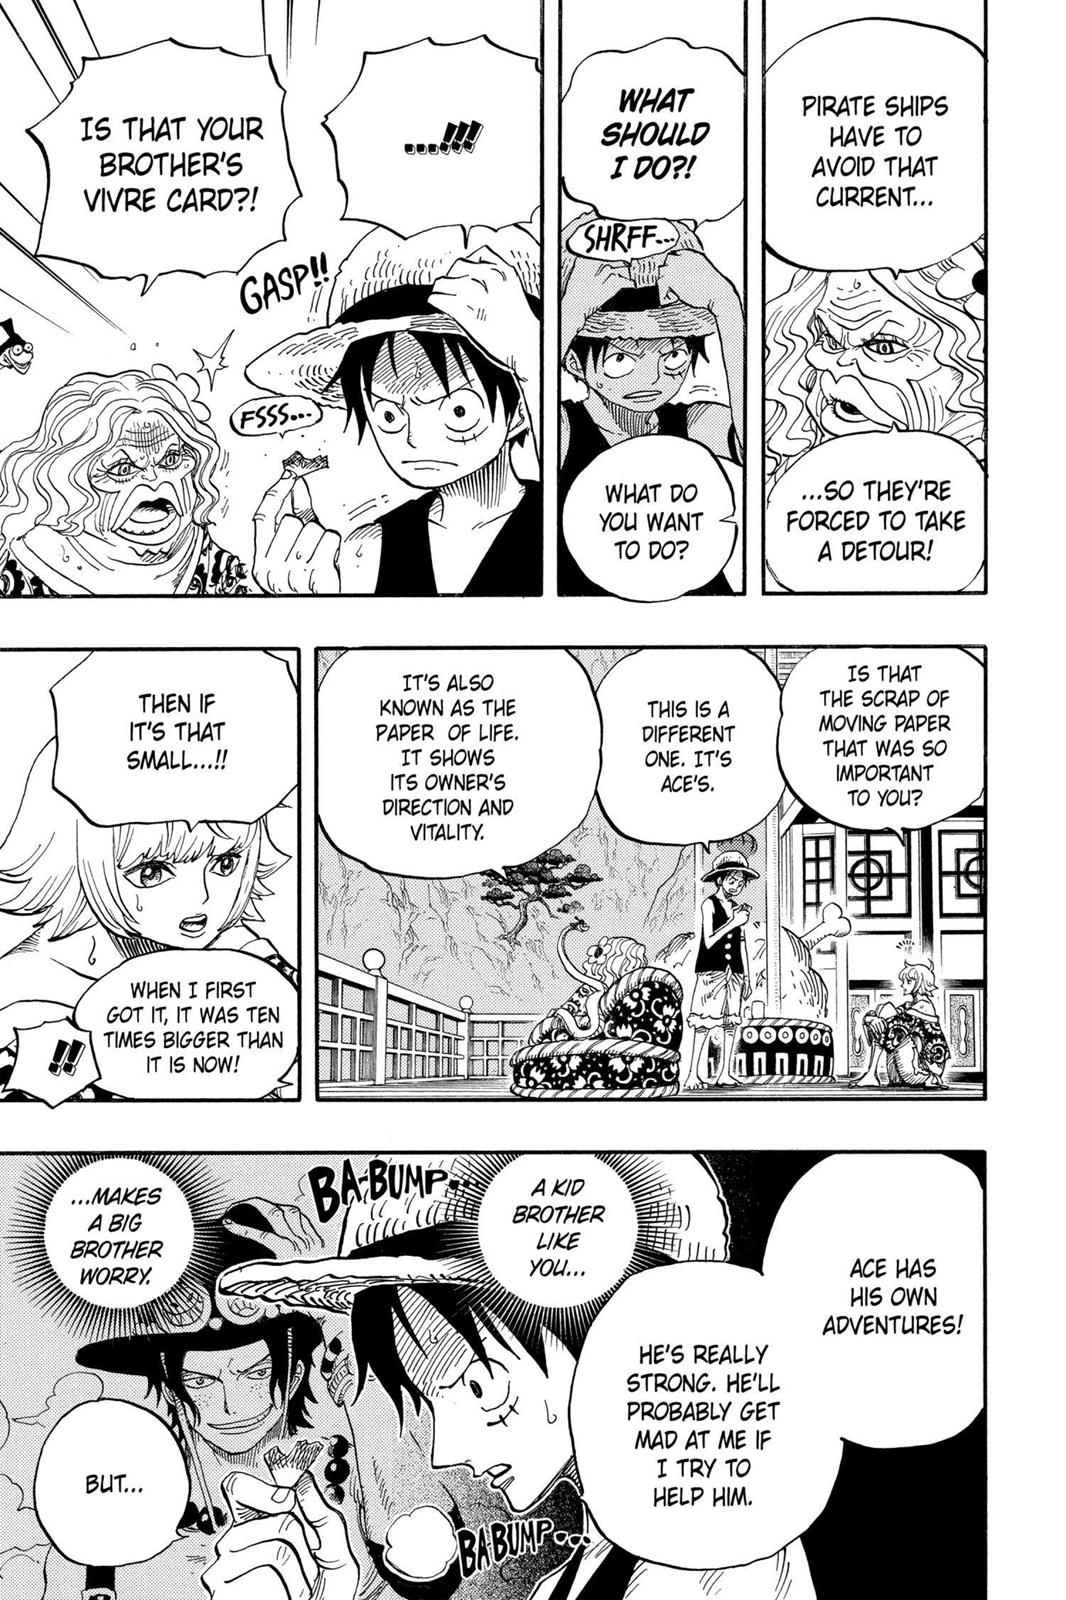 PIRATE SHIPS
HAVE TO
AVOID THAT
CURRENT...
...SO THEY'RE
FORCED TO TAKE
A DETOUR!
WHAT
SHOULD
I DO?!
SHRFF...
WHAT DO
YOU WANT
TO DO?
...!!!
IS THAT YOUR
BROTHER'S
VIVRE CARD?!
GASP!!
FSSS...
IS THAT
THE SCRAP OF
MOVING PAPER
THAT WAS SO
IMPORTANT
TO YOU?
THIS IS A
DIFFERENT
ONE. IT'S
ACE'S.
IT'S ALSO
KNOWN AS THE
PAPER OF LIFE.
IT SHOWS
ITS OWNER'S
DIRECTION AND
VITALITY.
THEN IF
IT'S THAT
SMALL...!!
WHEN I FIRST
GOT IT, IT WAS TEN
TIMES BIGGER THAN
IT IS NOW!
!!
ACE HAS
HIS OWN
ADVENTURES!
HE'S REALLY
STRONG. HE'LL
PROBABLY GET
MAD AT ME IF
I TRY TO
HELP HIM.
A KID
BROTHER
LIKE
YOU...
BA-BUMP...
...MAKES
A BIG
BROTHER
WORRY.
BUT...
BA-BUMP...